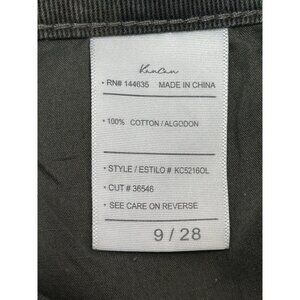 KanCan
• RN# 144635 MADE IN CHINA
• 100% COTTON / ALGODON
• STYLE / ESTILO # KC5216OL
• CUT # 36546
• SEE CARE ON REVERSE
9 / 28